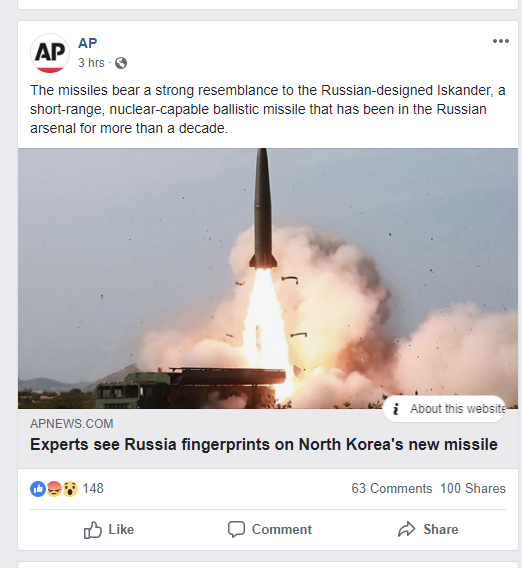 AP
AP
3 hrs ·
The missiles bear a strong resemblance to the Russian-designed Iskander, a
short-range, nuclear-capable ballistic missile that has been in the Russian
arsenal for more than a decade.
About this website
APNEWS.COM
Experts see Russia fingerprints on North Korea's new missile
148
63 Comments 100 Shares
Like Comment Share